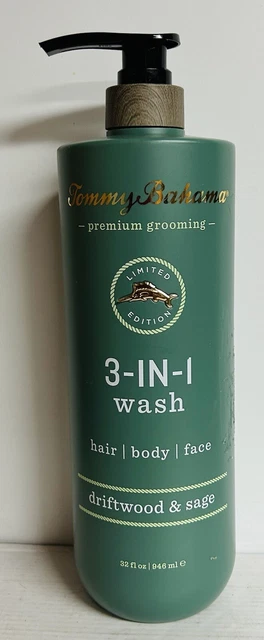 Tommy Bahama
– premium grooming –
LIMITED
EDITION
3-IN-1
wash
hair | body | face
driftwood & sage
32 fl oz | 946 ml ℮